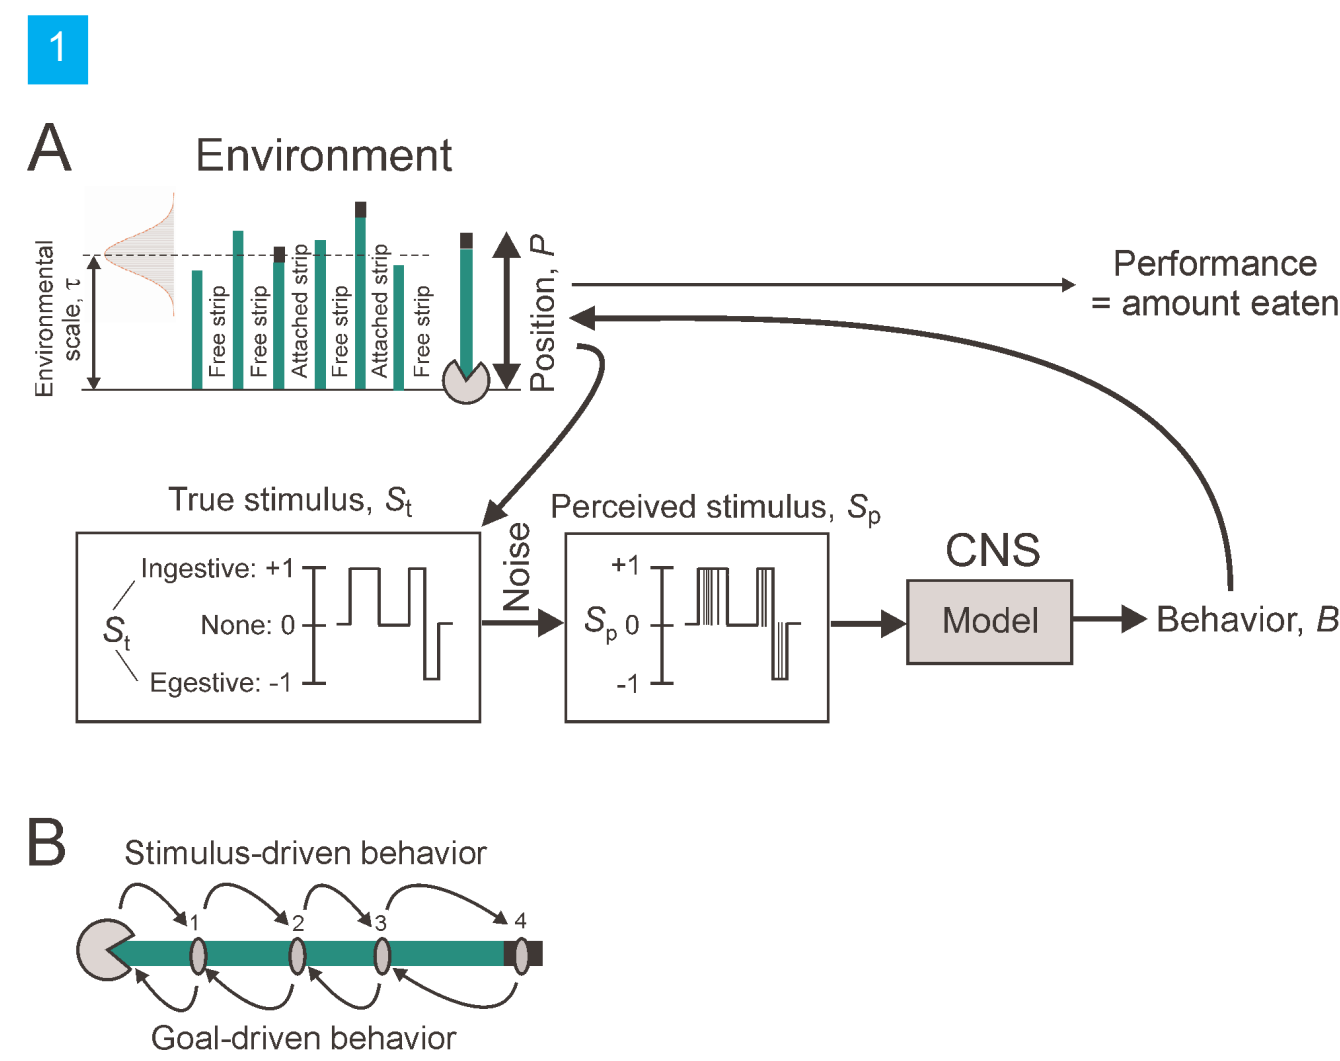 1
A
Environment
Environmental
scale, τ
Free strip
Free strip
Attached strip
Free strip
Attached strip
Free strip
Position, P
Performance
= amount eaten
True stimulus, St
Ingestive: +1
None: 0
Egestive: -1
St
Noise
Perceived stimulus, Sp
+1
Sp 0
-1
CNS
Model
Behavior, B
B
Stimulus-driven behavior
1 2 3 4
Goal-driven behavior